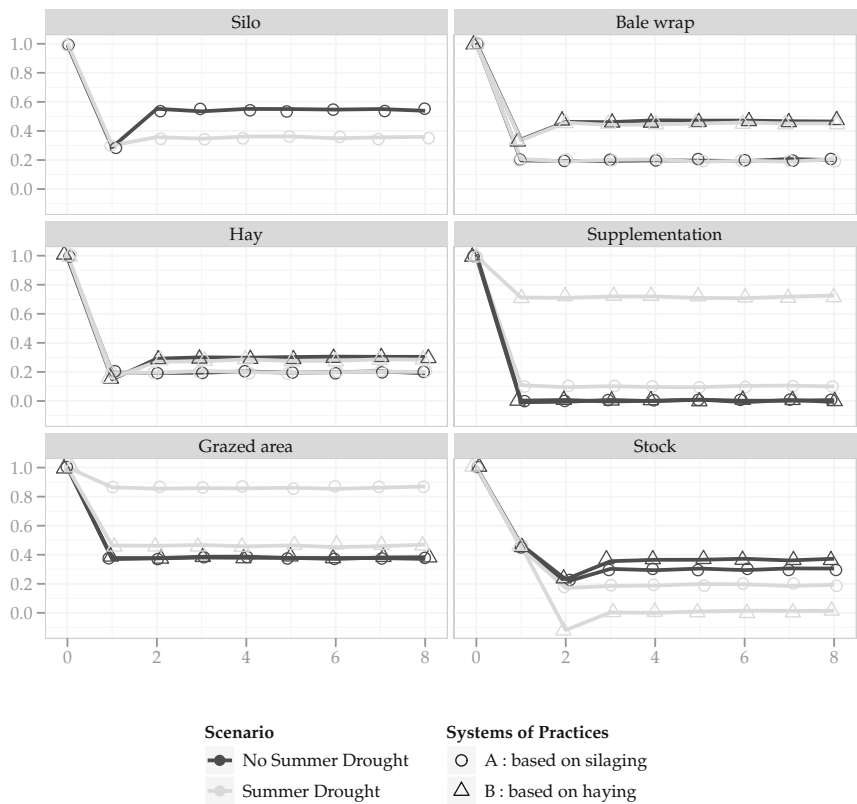 Silo
Bale wrap
1.0
0.8
0.6
0.4
0.2
0.0
Hay
Supplementation
1.0
0.8
0.6
0.4
0.2
0.0
Grazed area
Stock
1.0
0.8
0.6
0.4
0.2
0.0
0 2 4 6 8 0 2 4 6 8
Scenario
No Summer Drought
Summer Drought
Systems of Practices
A : based on silaging
B : based on haying